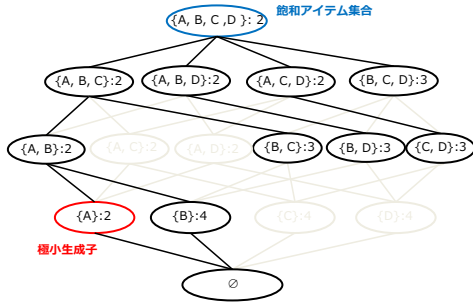 飽和アイテム集合
{A, B, C ,D }: 2
{A, B, C}:2 {A, B, D}:2 {A, C, D}:2 {B, C, D}:3
{A, B}:2 {A, C}:2 {A, D}:2 {B, C}:3 {B, D}:3 {C, D}:3
{A}:2 {B}:4 {C}:4 {D}:4
極小生成子
∅